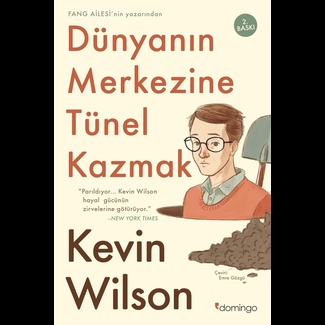 FANG AİLESİ'nin yazarından
2. BASKI
Dünyanın
Merkezine
Tünel
Kazmak
"Parıldıyor... Kevin Wilson
hayal gücünün
zirvelerine götürüyor."
–NEW YORK TIMES
Kevin
Wilson
Çeviri:
Emre Gözgü
domingo